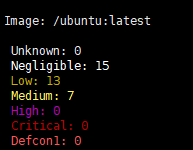 Image: /ubuntu:latest
Unknown: 0
Negligible: 15
Low: 13
Medium: 7
High: 0
Critical: 0
Defcon1: 0